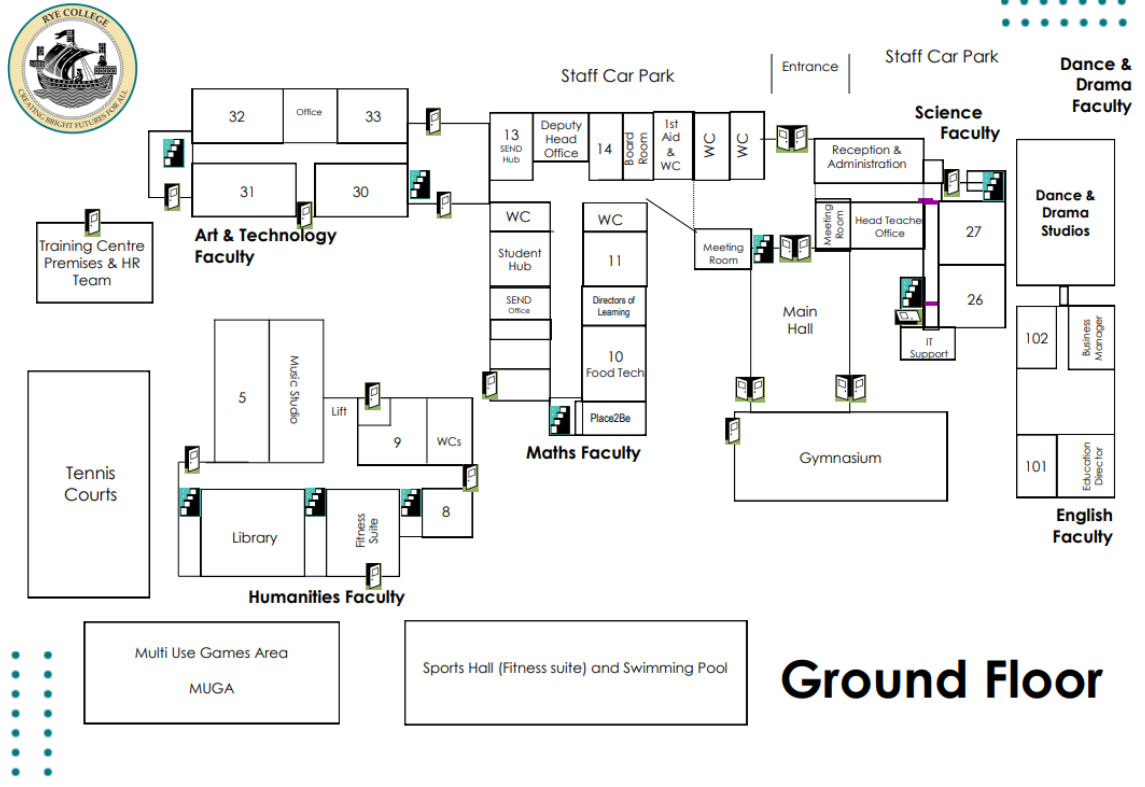 RYE COLLEGE
CREATING BRIGHT FUTURES FOR ALL
Staff Car Park
Entrance
Staff Car Park
Dance &
Drama
Faculty
32
Office
33
13
SEND
Hub
Deputy
Head
Office
14
Board
Room
1st
Aid
&
WC
WC
WC
Reception &
Administration
Science
Faculty
31
30
Art & Technology
Faculty
Training Centre
Premises & HR
Team
WC
Student
Hub
SEND
Office
WC
11
Directors of
Learning
10
Food Tech
Place2Be
Maths Faculty
Meeting
Room
Meeting
Room
Head Teache
Office
27
26
IT
Support
Main
Hall
Gymnasium
Dance &
Drama
Studios
102
Business
Manager
101
Education
Director
English
Faculty
5
Music Studio
Lift
9
WCs
8
Library
Fitness
Suite
Humanities Faculty
Tennis
Courts
Multi Use Games Area
MUGA
Sports Hall (Fitness suite) and Swimming Pool
Ground Floor